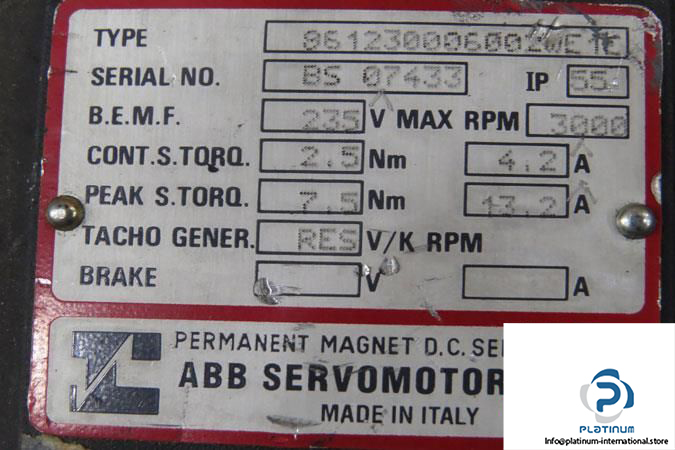 TYPE 8612300060020E1E
SERIAL NO. BS 07433 IP 55
B.E.M.F. 235 V MAX RPM 3000
CONT.S.TORQ. 2.5 Nm 4.2 A
PEAK S.TORQ. 7.5 Nm 13.2 A
TACHO GENER. RES V/K RPM
BRAKE V A
PERMANENT MAGNET D.C. SE
ABB SERVOMOTOR
MADE IN ITALY
PLATINUM
Info@platinum-international.store